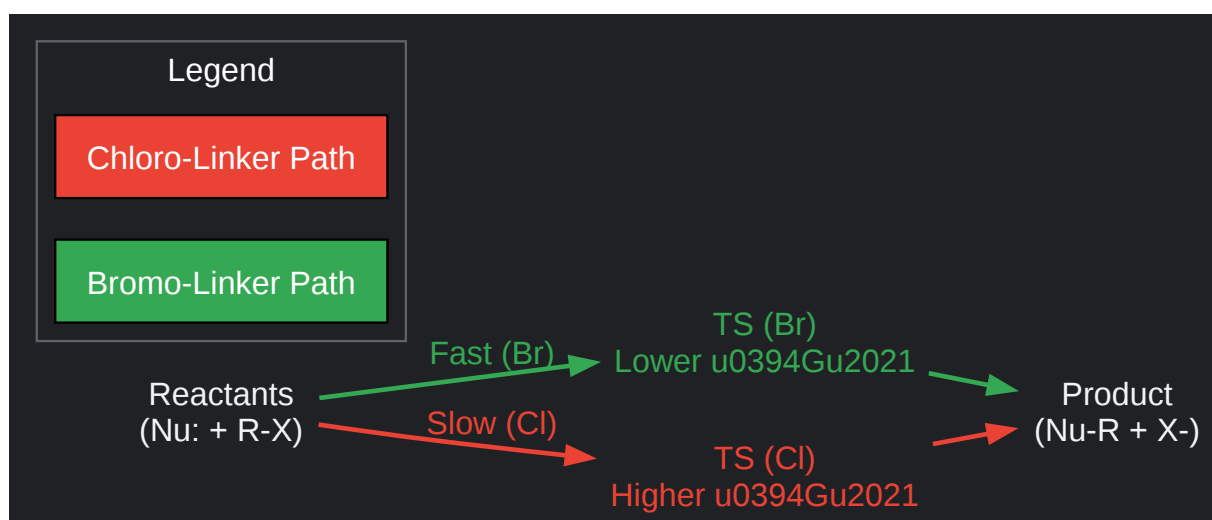 Legend
Chloro-Linker Path
Bromo-Linker Path
TS (Br)
Fast (Br)
Lower u0394Gu2021
Reactants
(Nu: + R-X)
Product
(Nu-R + X-)
Slow (Cl)
TS (Cl)
Higher u0394Gu2021